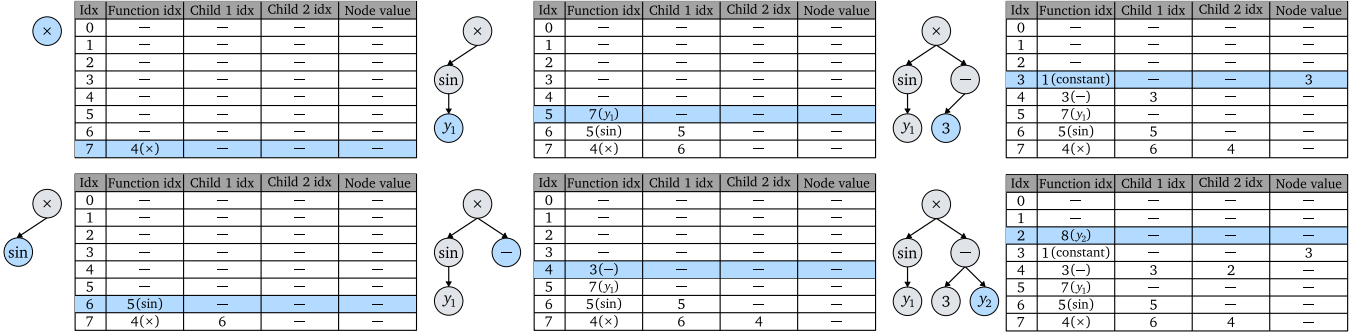 ×
Idx Function idx Child 1 idx Child 2 idx Node value
0 — — — —
1 — — — —
2 — — — —
3 — — — —
4 — — — —
5 — — — —
6 — — — —
7 4(×) — — —
×
sin
Idx Function idx Child 1 idx Child 2 idx Node value
0 — — — —
1 — — — —
2 — — — —
3 — — — —
4 — — — —
5 — — — —
6 5(sin) — — —
7 4(×) 6 — —
×
sin
y₁
Idx Function idx Child 1 idx Child 2 idx Node value
0 — — — —
1 — — — —
2 — — — —
3 — — — —
4 — — — —
5 7(y₁) — — —
6 5(sin) 5 — —
7 4(×) 6 — —
×
sin −
y₁
Idx Function idx Child 1 idx Child 2 idx Node value
0 — — — —
1 — — — —
2 — — — —
3 — — — —
4 3(−) — — —
5 7(y₁) — — —
6 5(sin) 5 — —
7 4(×) 6 4 —
×
sin −
y₁ 3
Idx Function idx Child 1 idx Child 2 idx Node value
0 — — — —
1 — — — —
2 — — — —
3 1(constant) — — 3
4 3(−) 3 — —
5 7(y₁) — — —
6 5(sin) 5 — —
7 4(×) 6 4 —
×
sin −
y₁ 3 y₂
Idx Function idx Child 1 idx Child 2 idx Node value
0 — — — —
1 — — — —
2 8(y₂) — — —
3 1(constant) — — 3
4 3(−) 3 2 —
5 7(y₁) — — —
6 5(sin) 5 — —
7 4(×) 6 4 —